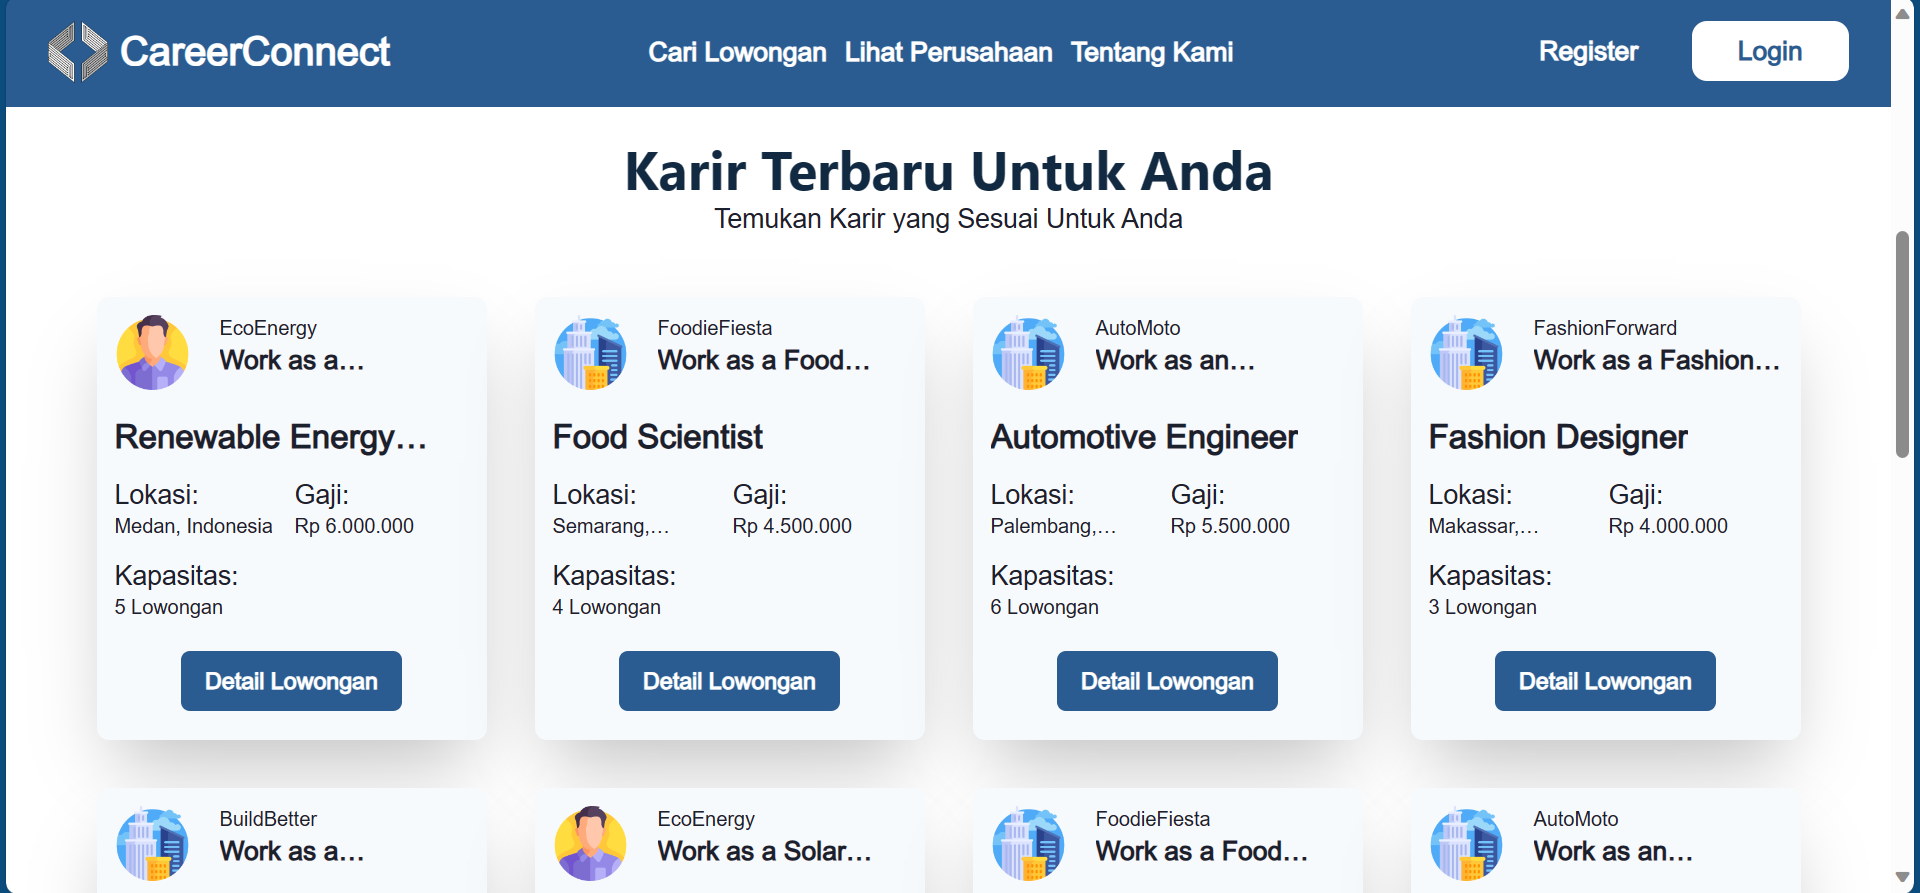 CareerConnect
Cari Lowongan Lihat Perusahaan Tentang Kami
Register
Login
Karir Terbaru Untuk Anda
Temukan Karir yang Sesuai Untuk Anda
EcoEnergy
Work as a…
Renewable Energy…
Lokasi: Gaji:
Medan, Indonesia Rp 6.000.000
Kapasitas:
5 Lowongan
Detail Lowongan
FoodieFiesta
Work as a Food…
Food Scientist
Lokasi: Gaji:
Semarang,… Rp 4.500.000
Kapasitas:
4 Lowongan
Detail Lowongan
AutoMoto
Work as an…
Automotive Engineer
Lokasi: Gaji:
Palembang,… Rp 5.500.000
Kapasitas:
6 Lowongan
Detail Lowongan
FashionForward
Work as a Fashion…
Fashion Designer
Lokasi: Gaji:
Makassar,… Rp 4.000.000
Kapasitas:
3 Lowongan
Detail Lowongan
BuildBetter
Work as a…
EcoEnergy
Work as a Solar…
FoodieFiesta
Work as a Food…
AutoMoto
Work as an…